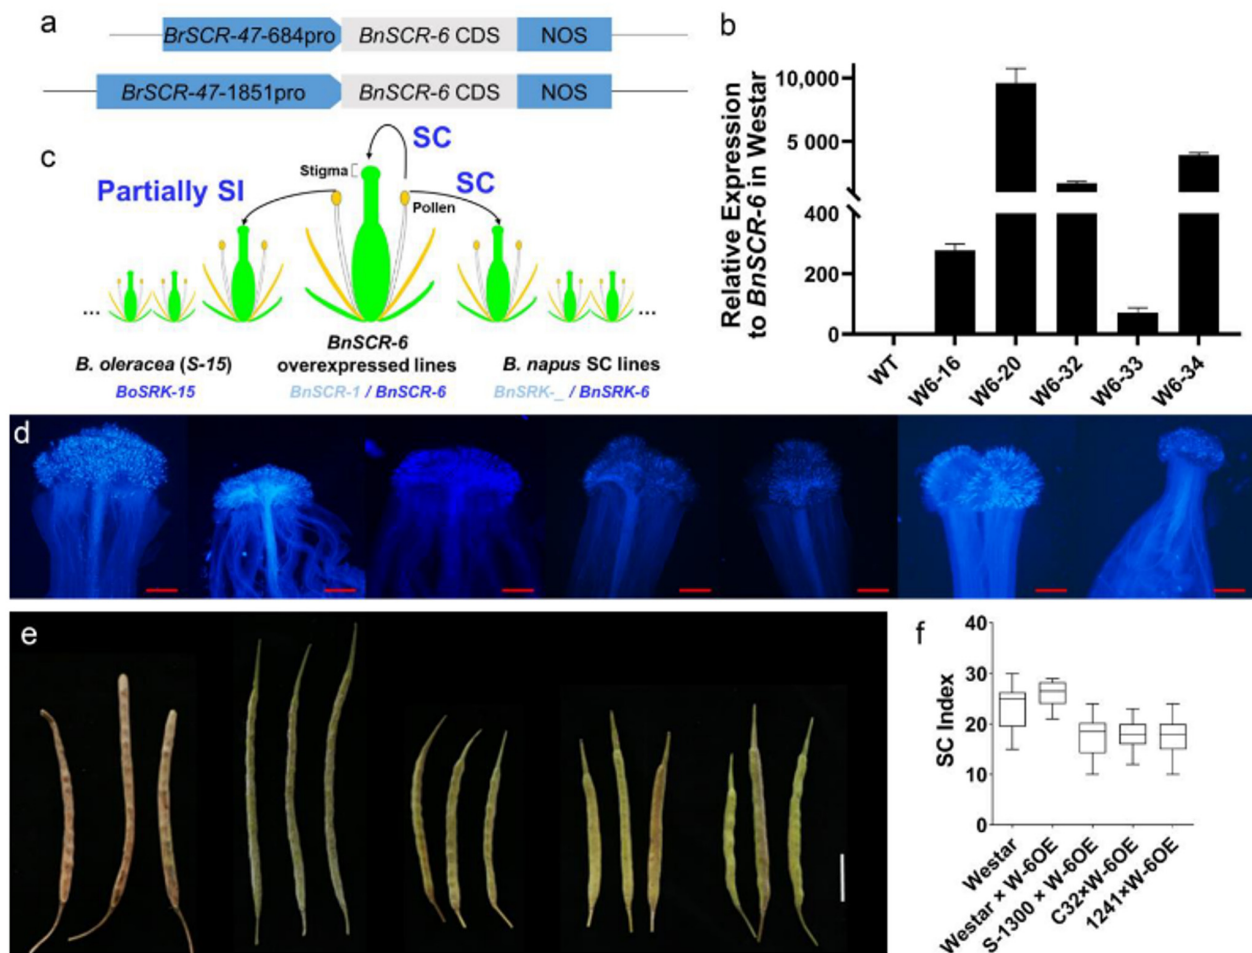 a
BrSCR-47-684pro
BnSCR-6 CDS
NOS
BrSCR-47-1851pro
BnSCR-6 CDS
NOS
b
Relative Expression
to BnSCR-6 in Westar
10,000
5 000
400
200
0
WT
W6-16
W6-20
W6-32
W6-33
W6-34
c
SC
Stigma
Partially SI
SC
Pollen
...
...
B. oleracea (S-15)
BoSRK-15
BnSCR-6
overexpressed lines
BnSCR-1 / BnSCR-6
B. napus SC lines
BnSRK-_ / BnSRK-6
d
e
f
SC Index
40
30
20
10
0
Westar
Westar × W-6OE
S-1300 × W-6OE
C32×W-6OE
1241×W-6OE